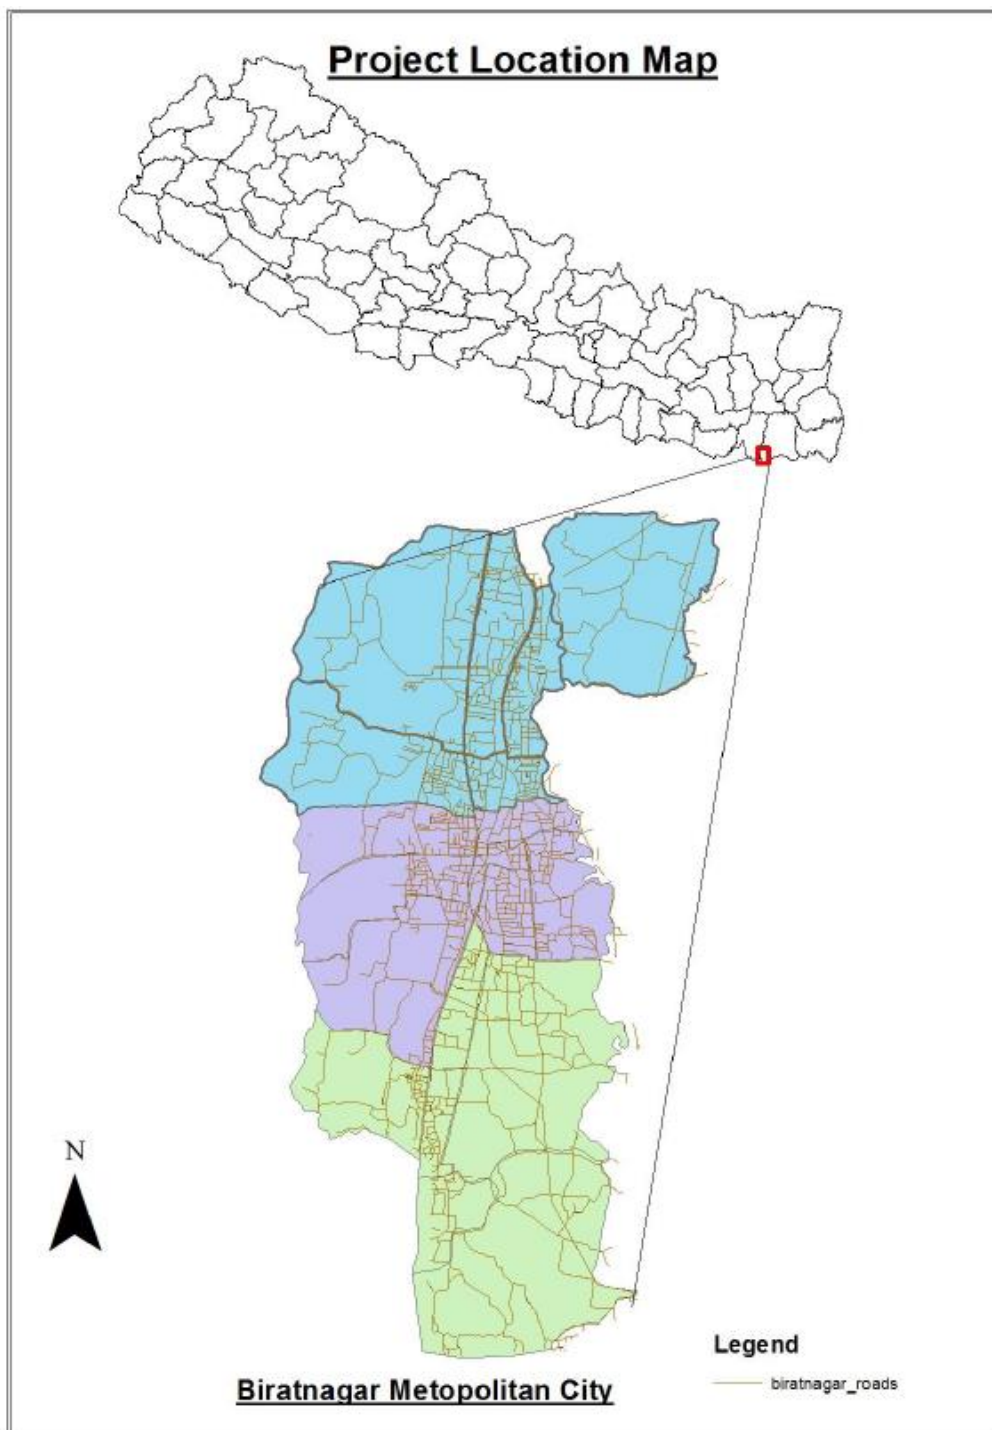 Project Location Map
N
Legend
biratnagar_roads
Biratnagar Metopolitan City